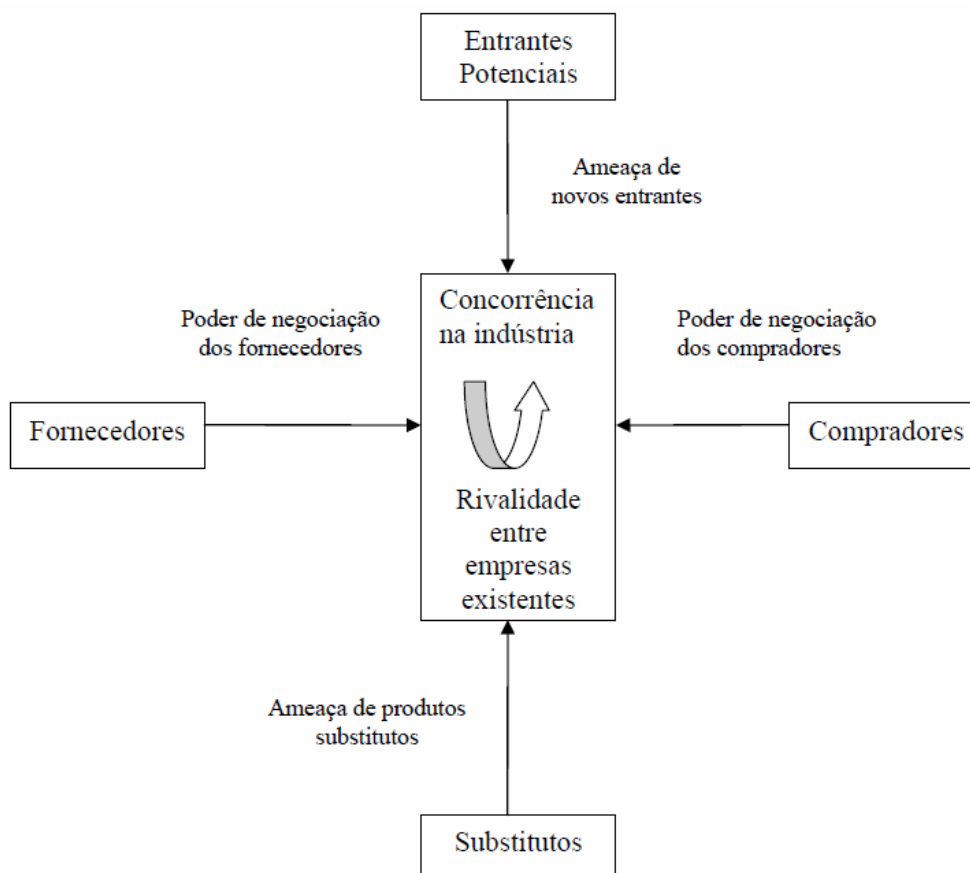 Entrantes
Potenciais
Ameaça de
novos entrantes
Concorrência
na indústria
Poder de negociação
dos fornecedores
Poder de negociação
dos compradores
Fornecedores
Compradores
Rivalidade
entre
empresas
existentes
Ameaça de produtos
substitutos
Substitutos